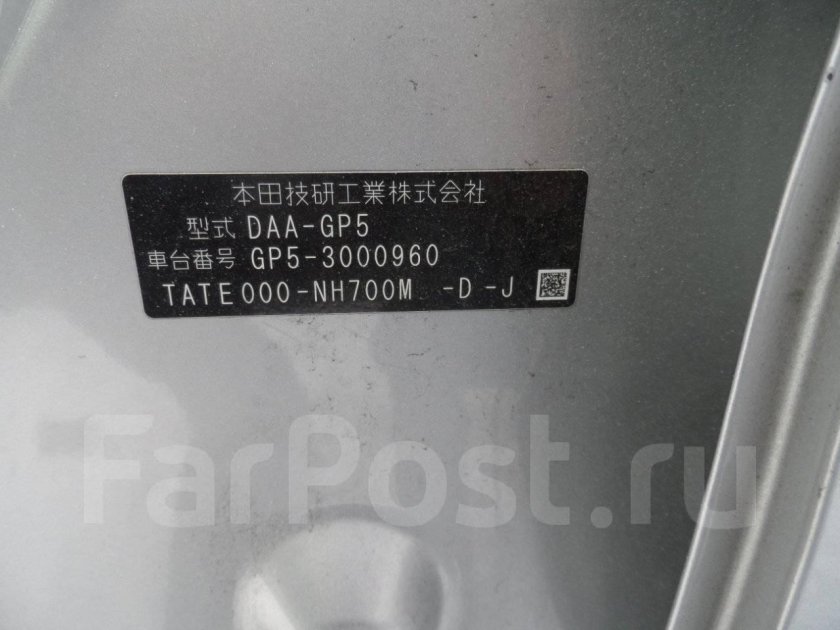 本田技研工業株式会社
型式 DAA-GP5
車台番号 GP5-3000960
TATE000-NH700M -D -J
FarPost.ru